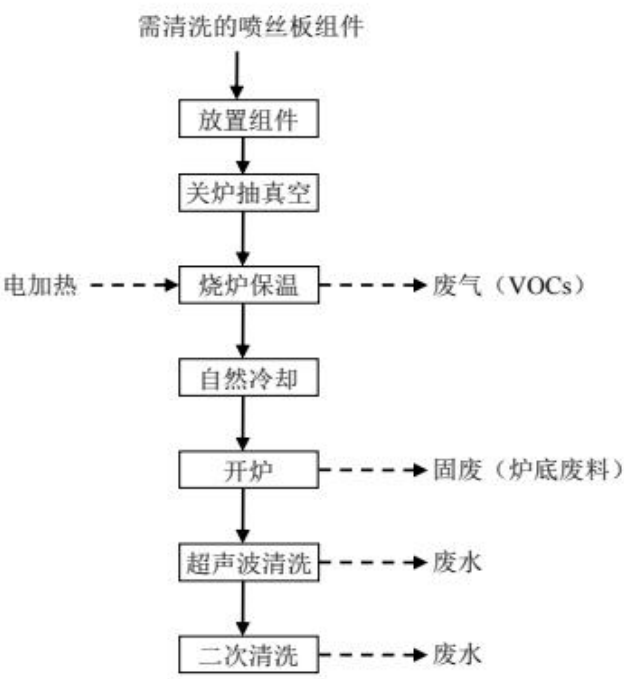 需清洗的喷丝板组件
放置组件
关炉抽真空
电加热
烧炉保温
废气（VOCs）
自然冷却
开炉
固废（炉底废料）
超声波清洗
废水
二次清洗
废水